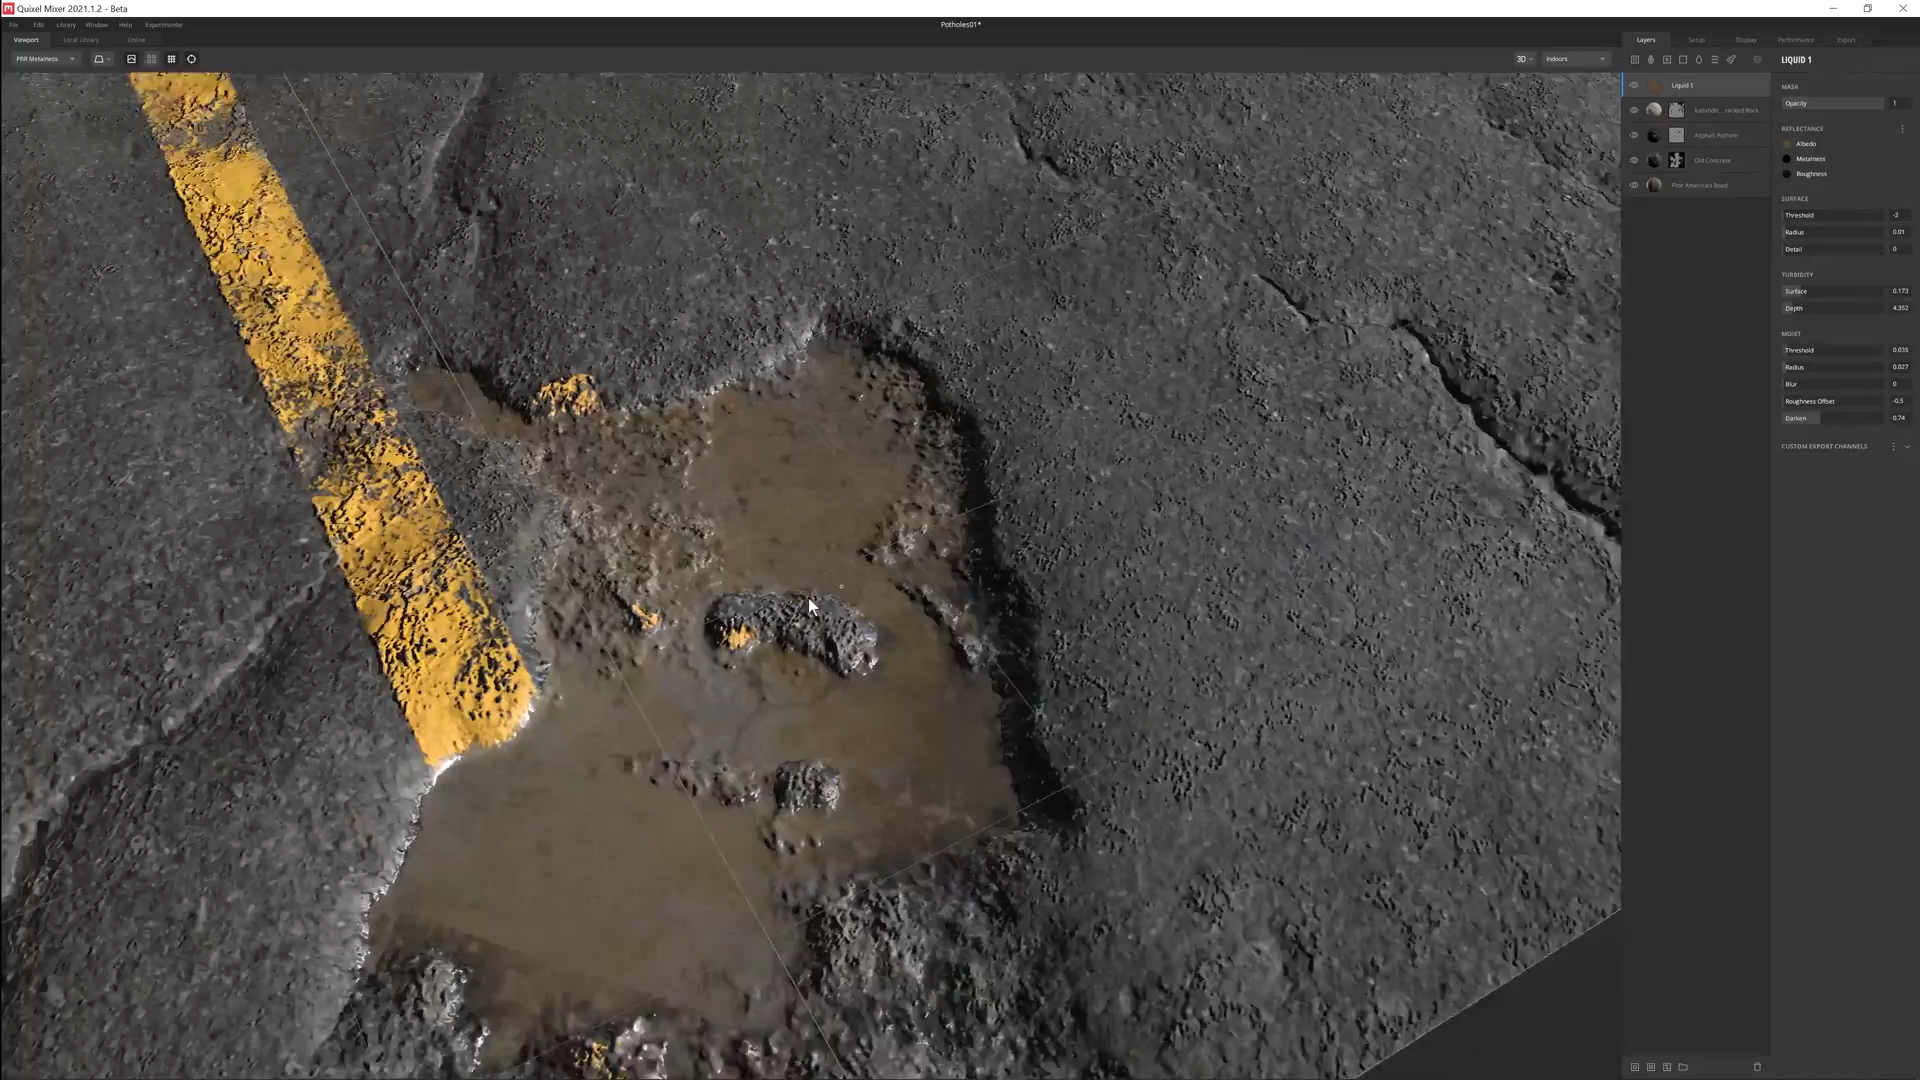 Quixel Mixer 2021.1.2 - Beta
File Edit Library Window Help Experimental
Potholes01*
Viewport Local Library Online
Layers Setup Display Performance Export
PBR Metalness
3D
Indoors
LIQUID 1
Liquid 1
Icelandic ... racked Rock
Asphalt Pothole
Old Concrete
Fine American Road
MASK
Opacity 1
REFLECTANCE
Albedo
Metalness
Roughness
SURFACE
Threshold -2
Radius 0.01
Detail 0
TURBIDITY
Surface 0.173
Depth 4.352
MOIST
Threshold 0.035
Radius 0.027
Blur 0
Roughness Offset -0.5
Darken 0.74
CUSTOM EXPORT CHANNELS